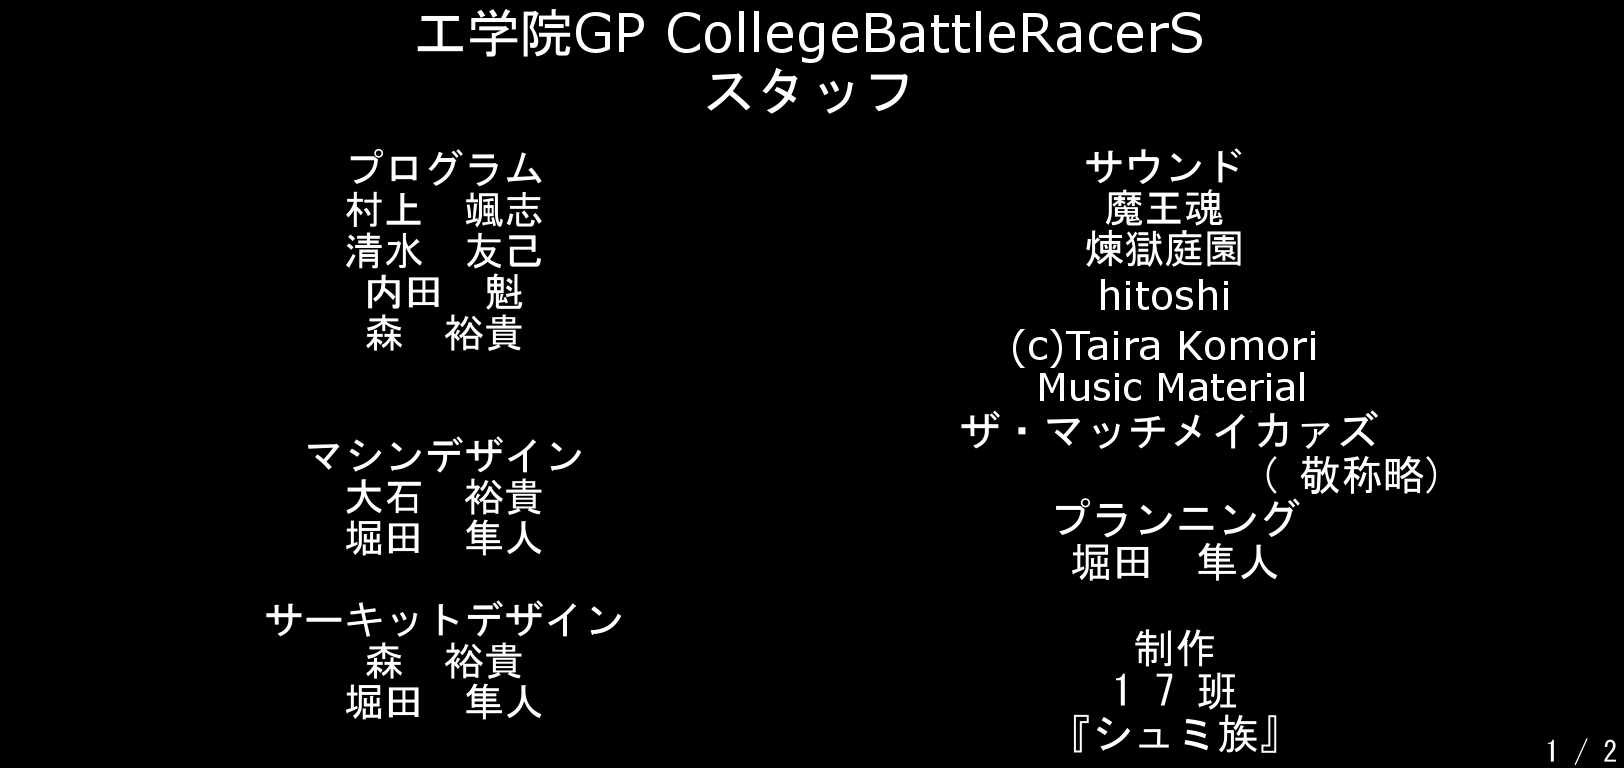 工学院GP CollegeBattleRacerS
スタッフ
プログラム
村上　颯志
清水　友己
内田　魁
森　裕貴
マシンデザイン
大石　裕貴
堀田　隼人
サーキットデザイン
森　裕貴
堀田　隼人
サウンド
魔王魂
煉獄庭園
hitoshi
(c)Taira Komori
Music Material
ザ・マッチメイカァズ
( 敬称略)
プランニング
堀田　隼人
制作
１７班
『シュミ族』
1 / 2